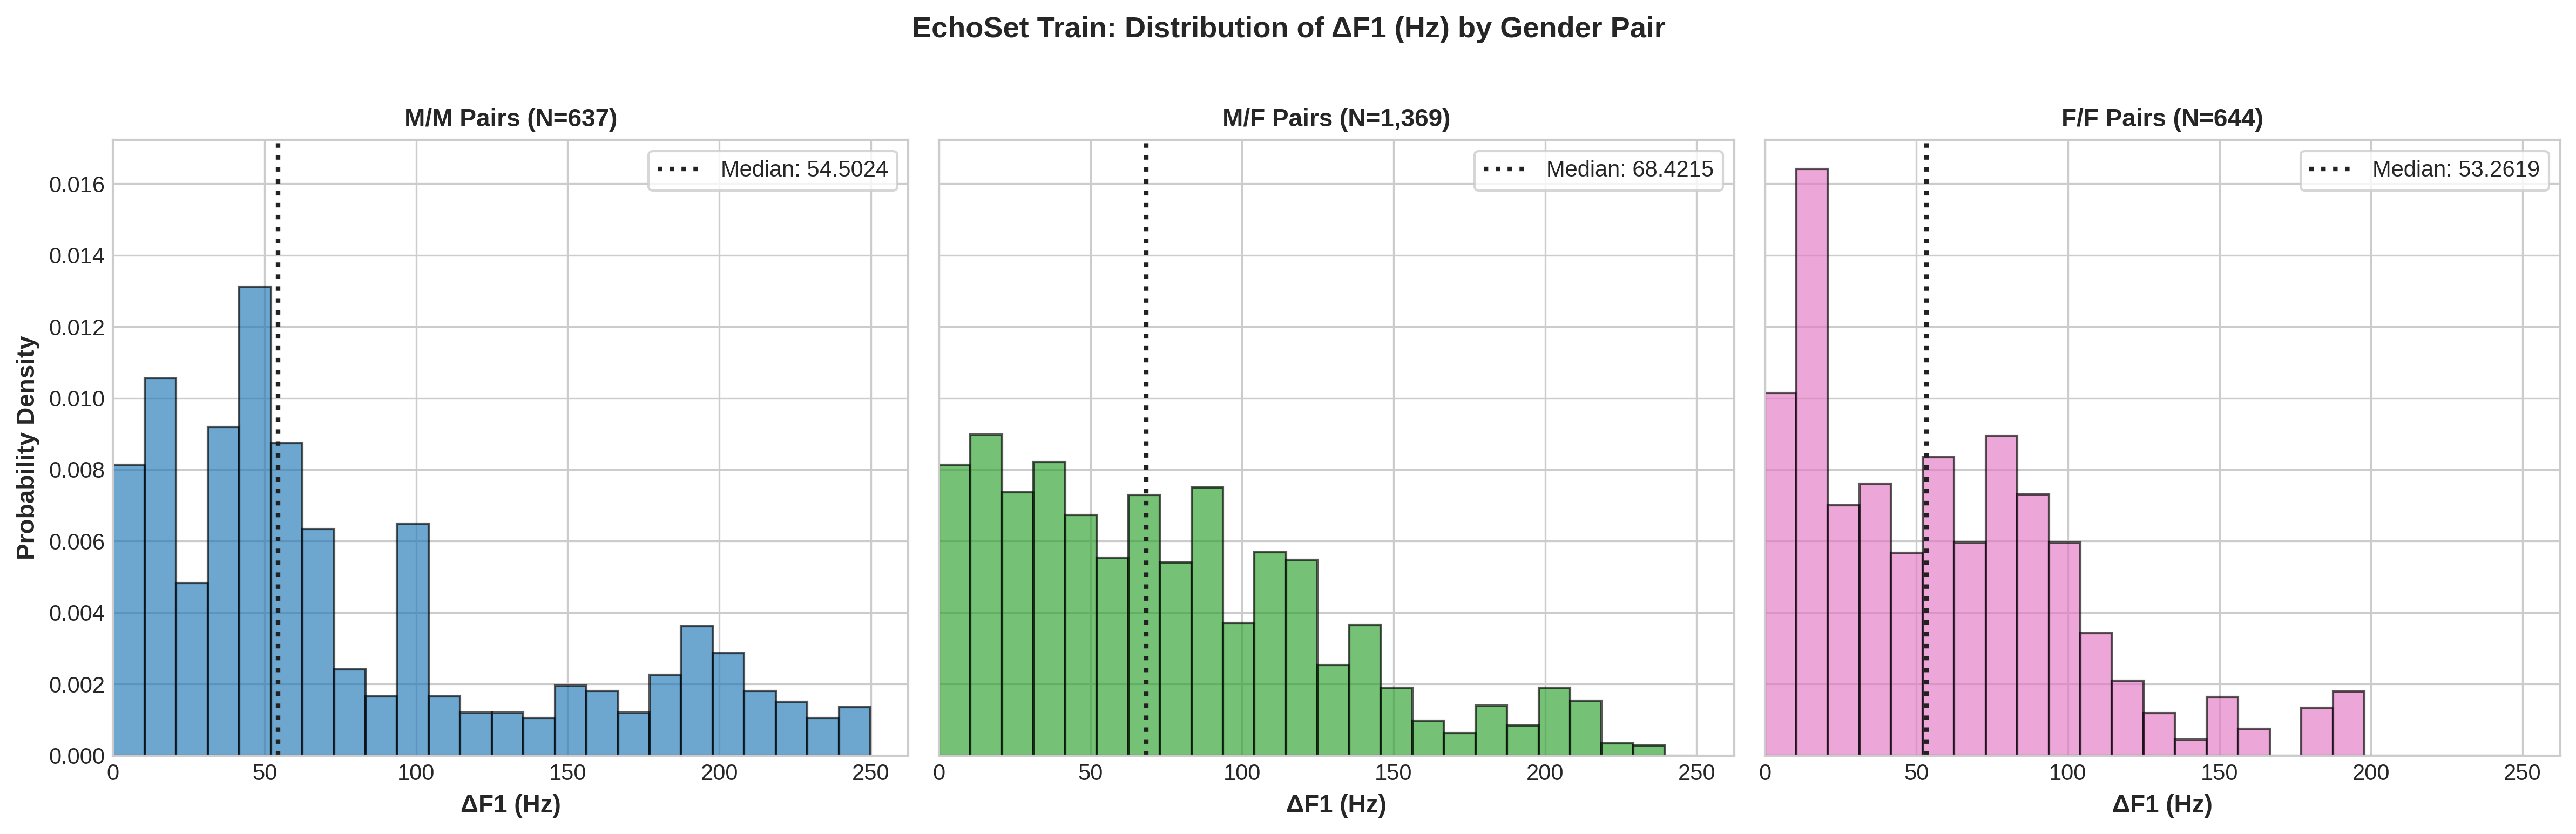 EchoSet Train: Distribution of ΔF1 (Hz) by Gender Pair
M/M Pairs (N=637)
Median: 54.5024
Probability Density
0.016
0.014
0.012
0.010
0.008
0.006
0.004
0.002
0.000
0 50 100 150 200 250
ΔF1 (Hz)
M/F Pairs (N=1,369)
Median: 68.4215
0 50 100 150 200 250
ΔF1 (Hz)
F/F Pairs (N=644)
Median: 53.2619
0 50 100 150 200 250
ΔF1 (Hz)